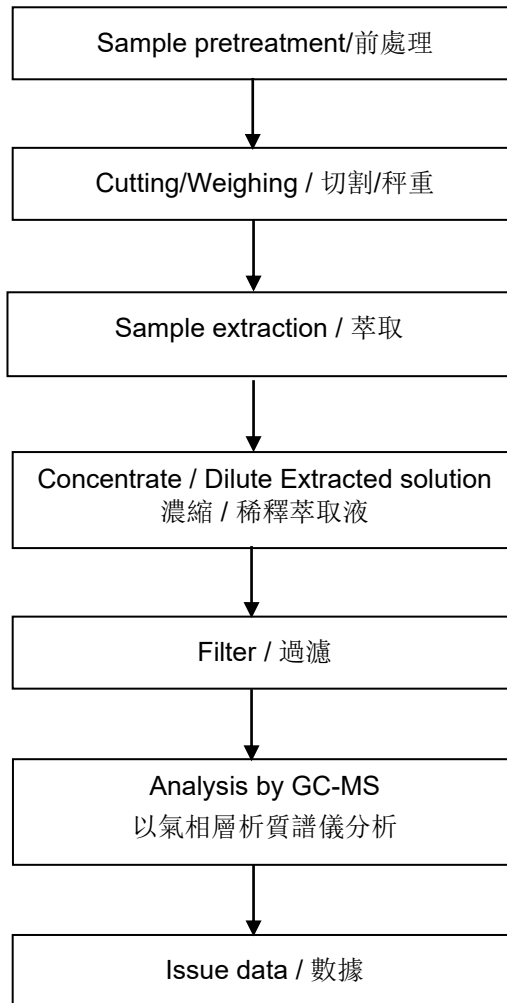 Sample pretreatment/前處理
Cutting/Weighing / 切割/秤重
Sample extraction / 萃取
Concentrate / Dilute Extracted solution
濃縮 / 稀釋萃取液
Filter / 過濾
Analysis by GC-MS
以氣相層析質譜儀分析
Issue data / 數據